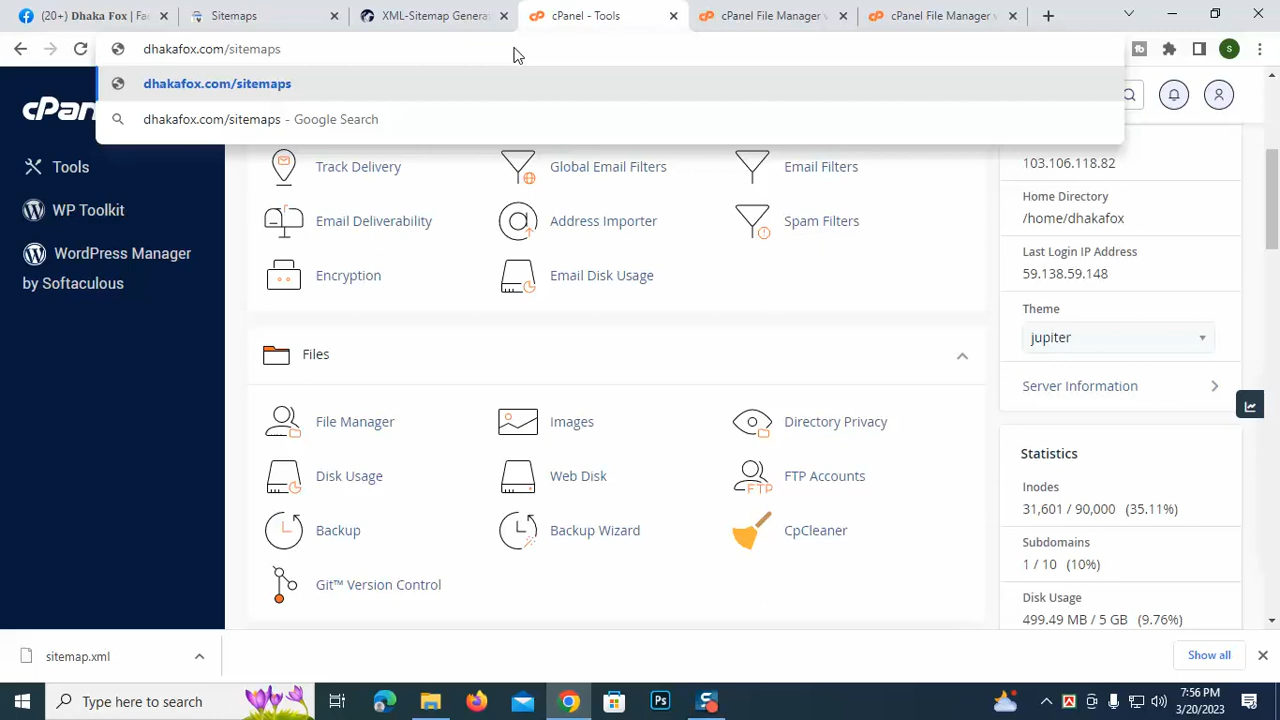 (20+) Dhaka Fox | Fac
Sitemaps
XML-Sitemap Genera
cPanel - Tools
cPanel File Manager v
cPanel File Manager v
dhakafox.com/sitemaps
S
dhakafox.com/sitemaps
dhakafox.com/sitemaps - Google Search
cPan
Tools
WP Toolkit
WordPress Manager
by Softaculous
Track Delivery
Global Email Filters
Email Filters
Email Deliverability
Address Importer
Spam Filters
Encryption
Email Disk Usage
Files
File Manager
Images
Directory Privacy
Disk Usage
Web Disk
FTP Accounts
FTP
Backup
Backup Wizard
CpCleaner
Git™ Version Control
103.106.118.82
Home Directory
/home/dhakafox
Last Login IP Address
59.138.59.148
Theme
jupiter
Server Information
Statistics
Inodes
31,601 / 90,000 (35.11%)
Subdomains
1 / 10 (10%)
Disk Usage
499.49 MB / 5 GB (9.76%)
sitemap.xml
Show all
Type here to search
Ps
S
7:56 PM
3/20/2023